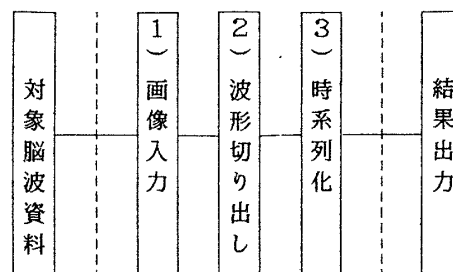 対象脳波資料
1）画像入力
2）波形切り出し
3）時系列化
結果出力